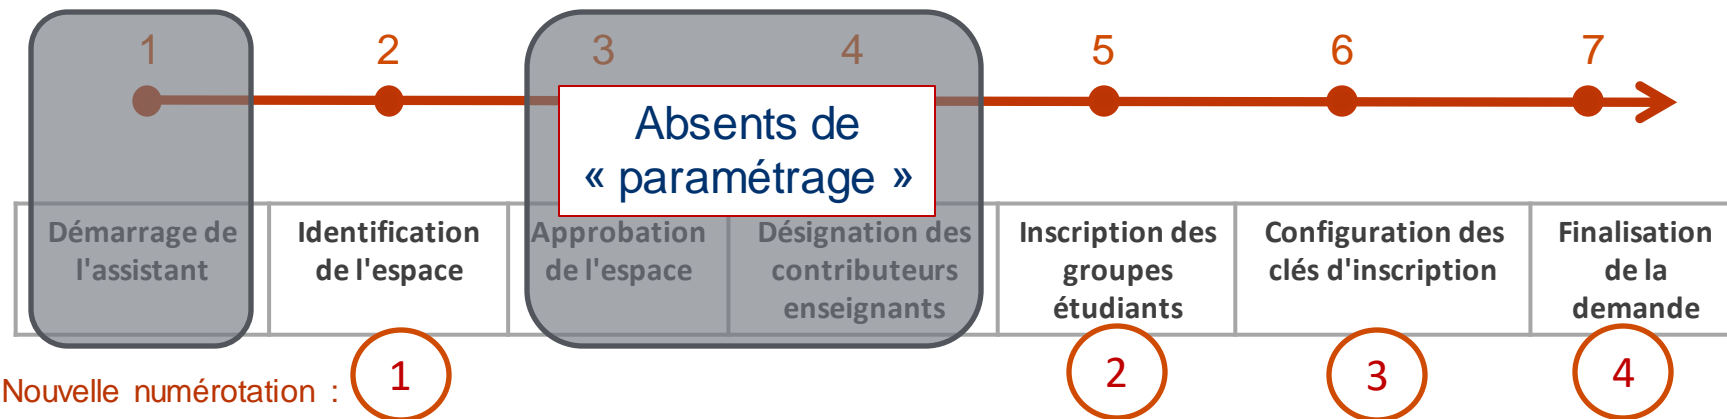 1 2 3 4 5 6 7
Absents de
« paramétrage »
Démarrage de
l'assistant
Identification
de l'espace
Approbation
de l'espace
Désignation des
contributeurs
enseignants
Inscription des
groupes
étudiants
Configuration des
clés d'inscription
Finalisation
de la
demande
Nouvelle numérotation : 1 2 3 4